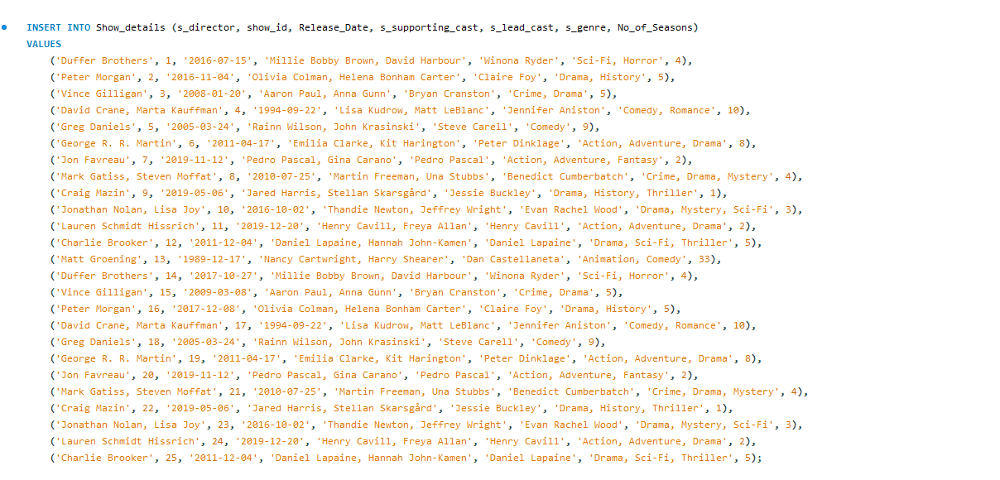 INSERT INTO Show_details (s_director, show_id, Release_Date, s_supporting_cast, s_lead_cast, s_genre, No_of_Seasons)
VALUES
('Duffer Brothers', 1, '2016-07-15', 'Millie Bobby Brown, David Harbour', 'Winona Ryder', 'Sci-Fi, Horror', 4),
('Peter Morgan', 2, '2016-11-04', 'Olivia Colman, Helena Bonham Carter', 'Claire Foy', 'Drama, History', 5),
('Vince Gilligan', 3, '2008-01-20', 'Aaron Paul, Anna Gunn', 'Bryan Cranston', 'Crime, Drama', 5),
('David Crane, Marta Kauffman', 4, '1994-09-22', 'Lisa Kudrow, Matt LeBlanc', 'Jennifer Aniston', 'Comedy, Romance', 10),
('Greg Daniels', 5, '2005-03-24', 'Rainn Wilson, John Krasinski', 'Steve Carell', 'Comedy', 9),
('George R. R. Martin', 6, '2011-04-17', 'Emilia Clarke, Kit Harington', 'Peter Dinklage', 'Action, Adventure, Drama', 8),
('Jon Favreau', 7, '2019-11-12', 'Pedro Pascal, Gina Carano', 'Pedro Pascal', 'Action, Adventure, Fantasy', 2),
('Mark Gatiss, Steven Moffat', 8, '2010-07-25', 'Martin Freeman, Una Stubbs', 'Benedict Cumberbatch', 'Crime, Drama, Mystery', 4),
('Craig Mazin', 9, '2019-05-06', 'Jared Harris, Stellan Skarsgård', 'Jessie Buckley', 'Drama, History, Thriller', 1),
('Jonathan Nolan, Lisa Joy', 10, '2016-10-02', 'Thandie Newton, Jeffrey Wright', 'Evan Rachel Wood', 'Drama, Mystery, Sci-Fi', 3),
('Lauren Schmidt Hissrich', 11, '2019-12-20', 'Henry Cavill, Freya Allan', 'Henry Cavill', 'Action, Adventure, Drama', 2),
('Charlie Brooker', 12, '2011-12-04', 'Daniel Lapaine, Hannah John-Kamen', 'Daniel Lapaine', 'Drama, Sci-Fi, Thriller', 5),
('Matt Groening', 13, '1989-12-17', 'Nancy Cartwright, Harry Shearer', 'Dan Castellaneta', 'Animation, Comedy', 33),
('Duffer Brothers', 14, '2017-10-27', 'Millie Bobby Brown, David Harbour', 'Winona Ryder', 'Sci-Fi, Horror', 4),
('Vince Gilligan', 15, '2009-03-08', 'Aaron Paul, Anna Gunn', 'Bryan Cranston', 'Crime, Drama', 5),
('Peter Morgan', 16, '2017-12-08', 'Olivia Colman, Helena Bonham Carter', 'Claire Foy', 'Drama, History', 5),
('David Crane, Marta Kauffman', 17, '1994-09-22', 'Lisa Kudrow, Matt LeBlanc', 'Jennifer Aniston', 'Comedy, Romance', 10),
('Greg Daniels', 18, '2005-03-24', 'Rainn Wilson, John Krasinski', 'Steve Carell', 'Comedy', 9),
('George R. R. Martin', 19, '2011-04-17', 'Emilia Clarke, Kit Harington', 'Peter Dinklage', 'Action, Adventure, Drama', 8),
('Jon Favreau', 20, '2019-11-12', 'Pedro Pascal, Gina Carano', 'Pedro Pascal', 'Action, Adventure, Fantasy', 2),
('Mark Gatiss, Steven Moffat', 21, '2010-07-25', 'Martin Freeman, Una Stubbs', 'Benedict Cumberbatch', 'Crime, Drama, Mystery', 4),
('Craig Mazin', 22, '2019-05-06', 'Jared Harris, Stellan Skarsgård', 'Jessie Buckley', 'Drama, History, Thriller', 1),
('Jonathan Nolan, Lisa Joy', 23, '2016-10-02', 'Thandie Newton, Jeffrey Wright', 'Evan Rachel Wood', 'Drama, Mystery, Sci-Fi', 3),
('Lauren Schmidt Hissrich', 24, '2019-12-20', 'Henry Cavill, Freya Allan', 'Henry Cavill', 'Action, Adventure, Drama', 2),
('Charlie Brooker', 25, '2011-12-04', 'Daniel Lapaine, Hannah John-Kamen', 'Daniel Lapaine', 'Drama, Sci-Fi, Thriller', 5);